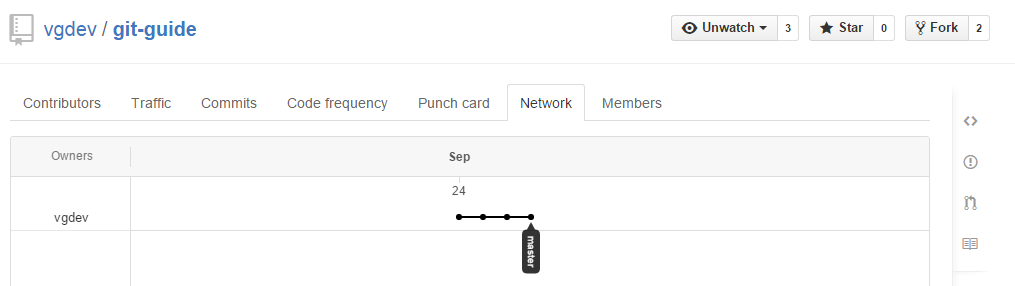 vgdev / git-guide
Unwatch 3
Star 0
Fork 2
Contributors Traffic Commits Code frequency Punch card Network Members
Owners Sep
24
vgdev
master